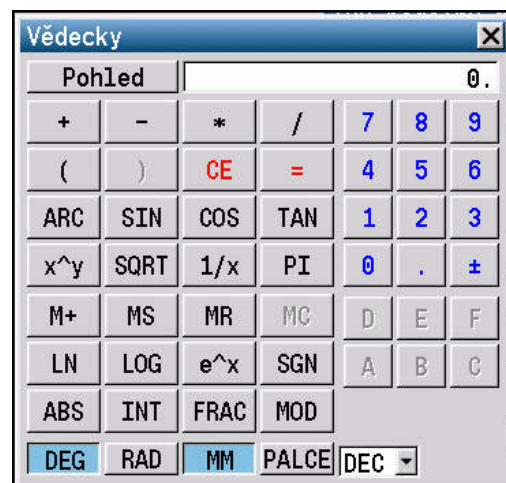 Vědecky
Pohled 0.
+ - * / 7 8 9
( ) CE = 4 5 6
ARC SIN COS TAN 1 2 3
x^y SQRT 1/x PI 0 . ±
M+ MS MR MC D E F
LN LOG e^x SGN A B C
ABS INT FRAC MOD
DEG RAD MM PALCE DEC